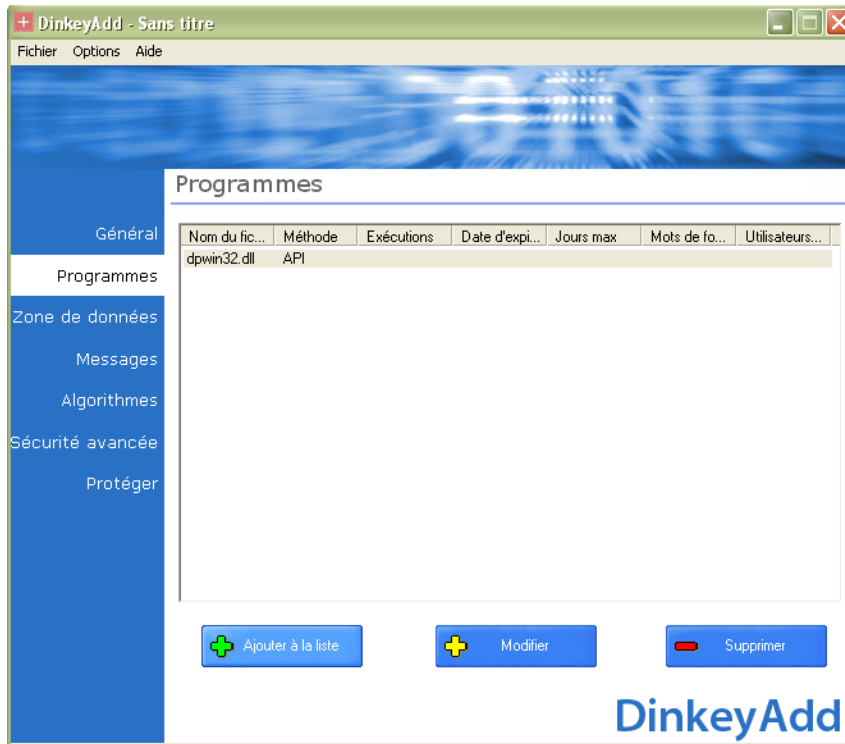 DinkeyAdd - Sans titre
Fichier Options Aide
Programmes
Général
Programmes
Zone de données
Messages
Algorithmes
Sécurité avancée
Protéger
Nom du fic... Méthode Exécutions Date d'expi... Jours max Mots de fo... Utilisateurs...
dpwin32.dll API
Ajouter à la liste Modifier Supprimer
DinkeyAdd